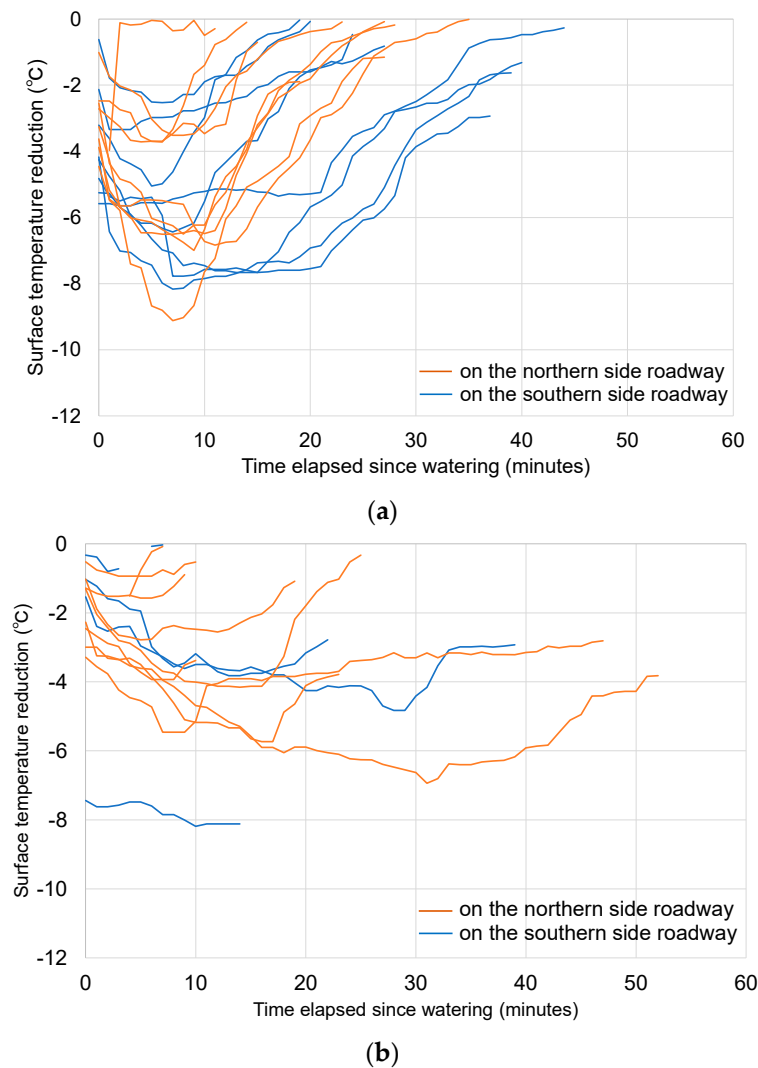 (a)
Surface temperature reduction (℃)
0
-2
-4
-6
-8
-10
-12
on the northern side roadway
on the southern side roadway
0 10 20 30 40 50 60
Time elapsed since watering (minutes)
(a)
Surface temperature reduction (℃)
0
-2
-4
-6
-8
-10
-12
on the northern side roadway
on the southern side roadway
0 10 20 30 40 50 60
Time elapsed since watering (minutes)
(b)